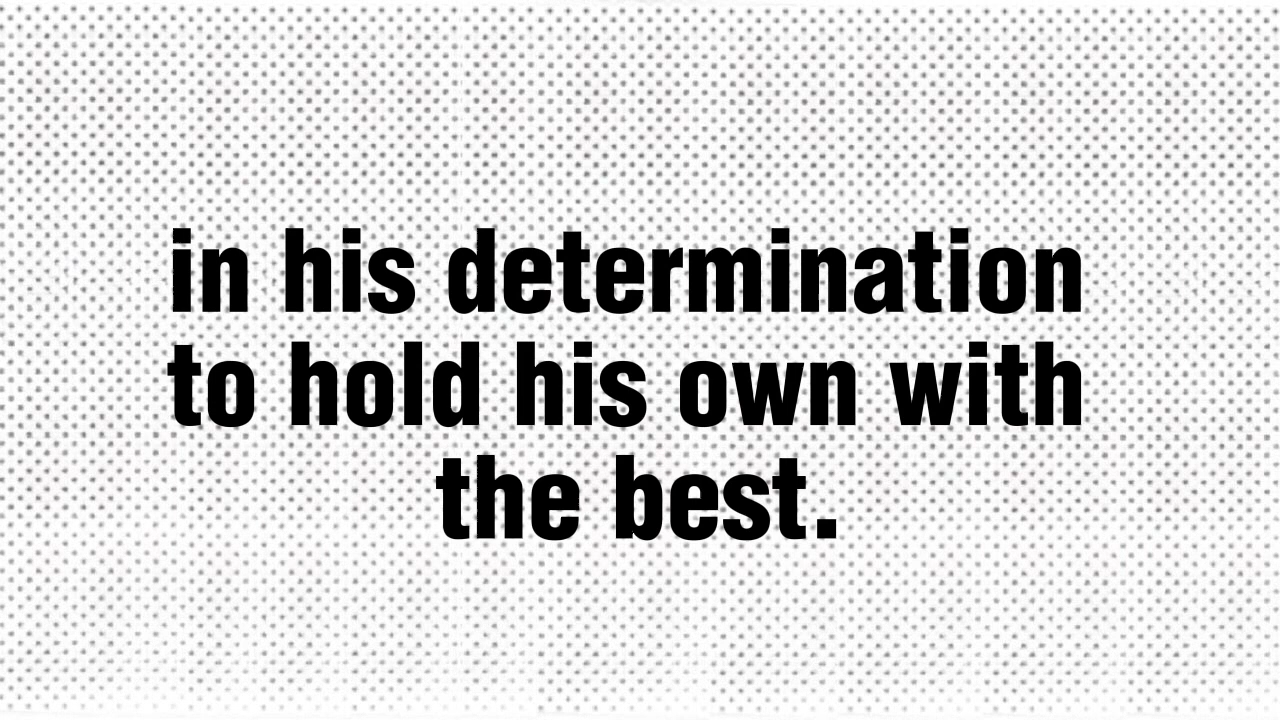 in his determination
to hold his own with
the best.